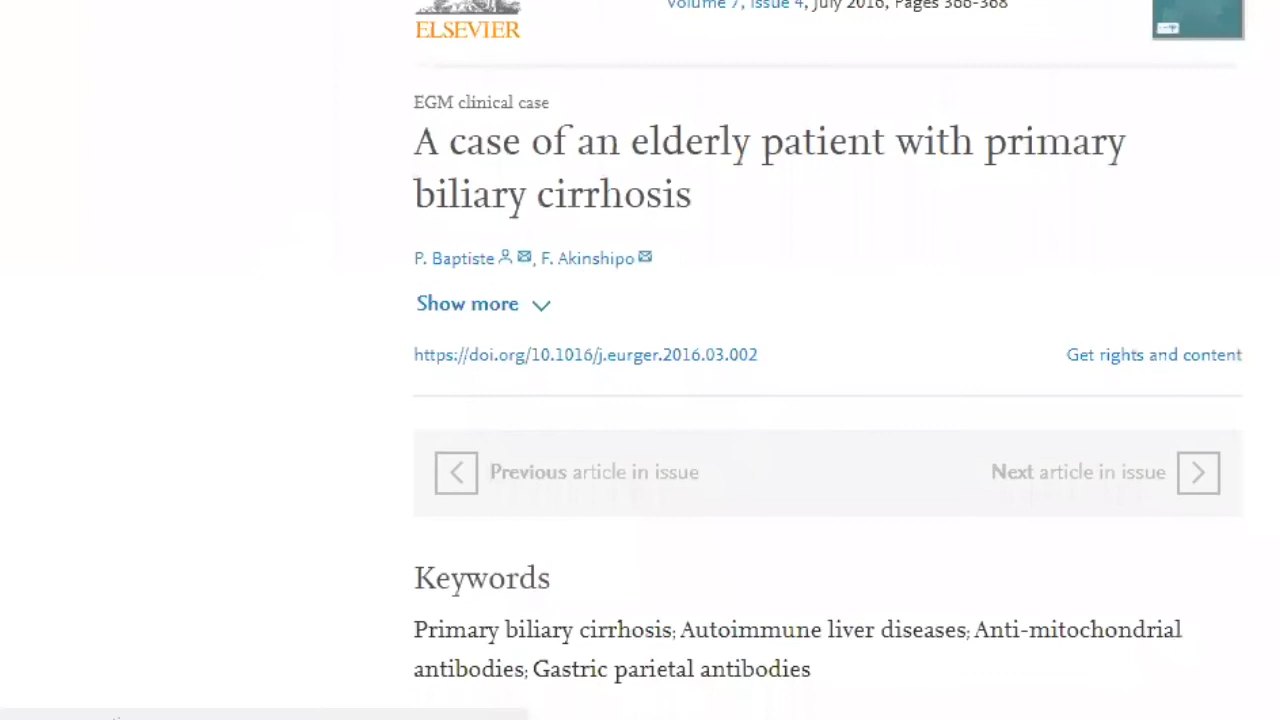 Volume 7, Issue 4, July 2016, Pages 366-368
ELSEVIER
EGM clinical case
A case of an elderly patient with primary
biliary cirrhosis
P. Baptiste, F. Akinshipo
Show more
https://doi.org/10.1016/j.eurger.2016.03.002 Get rights and content
Previous article in issue Next article in issue
Keywords
Primary biliary cirrhosis; Autoimmune liver diseases; Anti-mitochondrial
antibodies; Gastric parietal antibodies